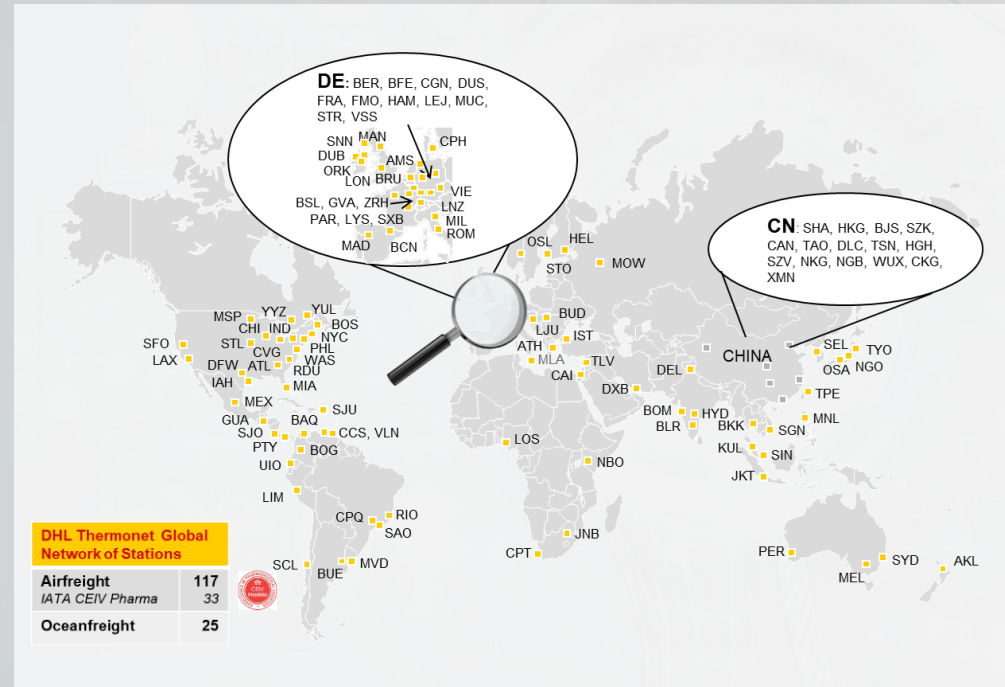 DE: BER, BFE, CGN, DUS,
FRA, FMO, HAM, LEJ, MUC,
STR, VSS
SNN MAN
CPH
DUB
AMS
ORK
LON BRU
VIE
BSL, GVA, ZRH
LNZ
PAR, LYS, SXB
MIL
ROM
MAD
BCN
CN: SHA, HKG, BJS, SZK,
CAN, TAO, DLC, TSN, HGH,
SZV, NKG, NGB, WUX, CKG,
XMN
OSL
HEL
STO
MOW
MSP
YYZ
YUL
CHI
IND
BOS
SFO
STL
NYC
LAX
CVG
PHL
DFW
ATL
WAS
RDU
IAH
MIA
MEX
SJU
GUA
BAQ
SJO
CCS, VLN
PTY
BOG
UIO
LIM
CPQ
RIO
SAO
SCL
BUE
MVD
BUD
LJU
IST
ATH
MLA
TLV
CAI
DXB
DEL
CHINA
SEL
TYO
OSA
NGO
TPE
BOM
HYD
BLR
BKK
MNL
SGN
KUL
SIN
JKT
LOS
NBO
JNB
CPT
PER
SYD
MEL
AKL
DHL Thermonet Global
Network of Stations
Airfreight 117
IATA CEIV Pharma 33
Oceanfreight 25
CEIV
PHARMA